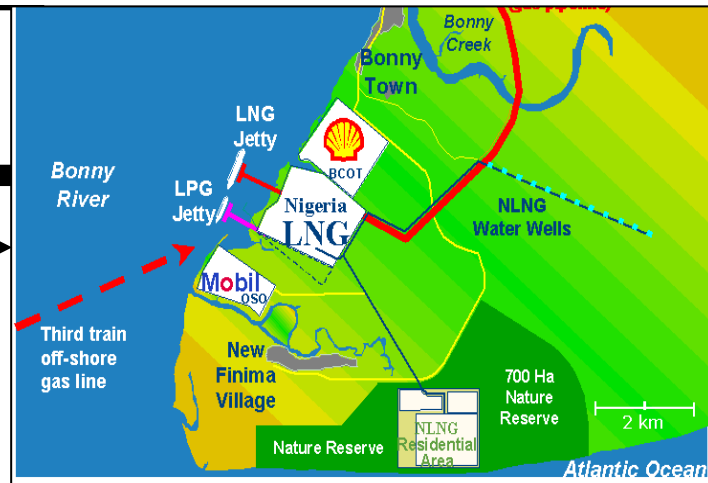 (gas pipeline)
Bonny
Creek
Bonny
Town
LNG
Jetty
BCOT
Bonny
River
LPG
Jetty
Nigeria
LNG
NLNG
Water Wells
Mobil
OSO
Third train
off-shore
gas line
New
Finima
Village
700 Ha
Nature
Reserve
2 km
NLNG
Residential
Area
Nature Reserve
Atlantic Ocean